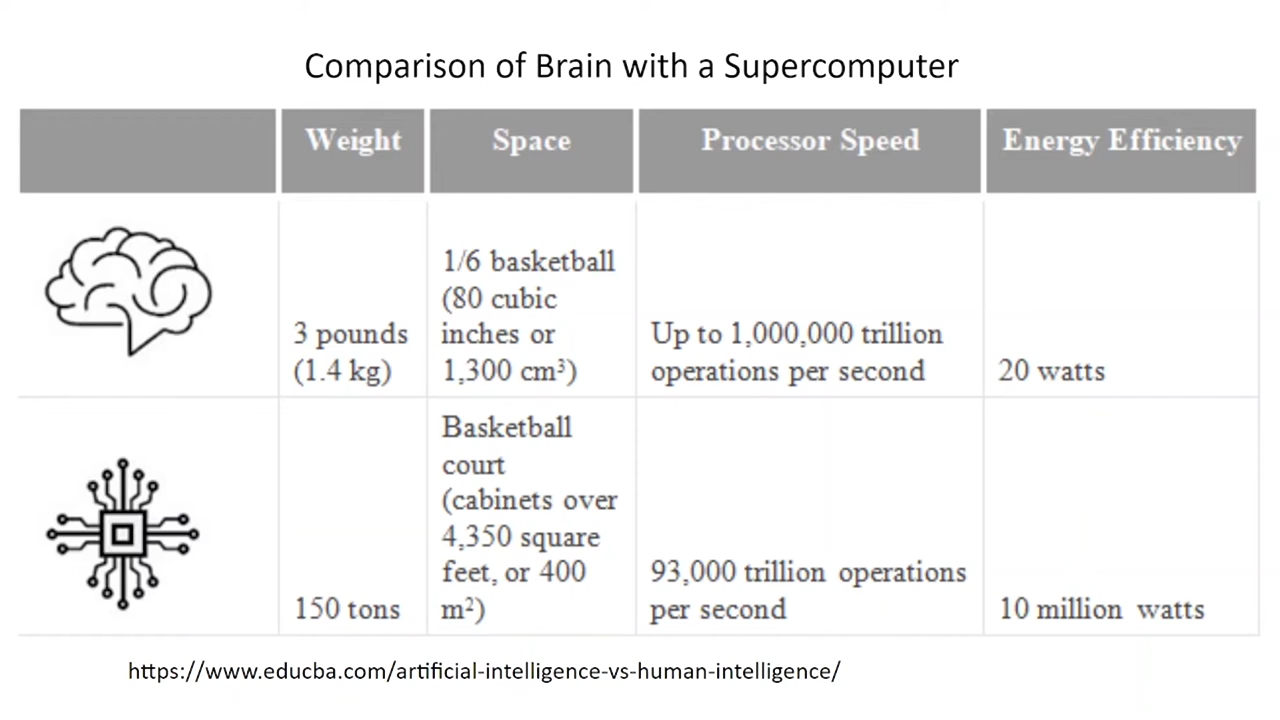 Comparison of Brain with a Supercomputer
Weight
Space
Processor Speed
Energy Efficiency
3 pounds
(1.4 kg)
1/6 basketball
(80 cubic
inches or
1,300 cm³)
Up to 1,000,000 trillion
operations per second
20 watts
150 tons
Basketball
court
(cabinets over
4,350 square
feet, or 400
m²)
93,000 trillion operations
per second
10 million watts
https://www.educba.com/artificial-intelligence-vs-human-intelligence/